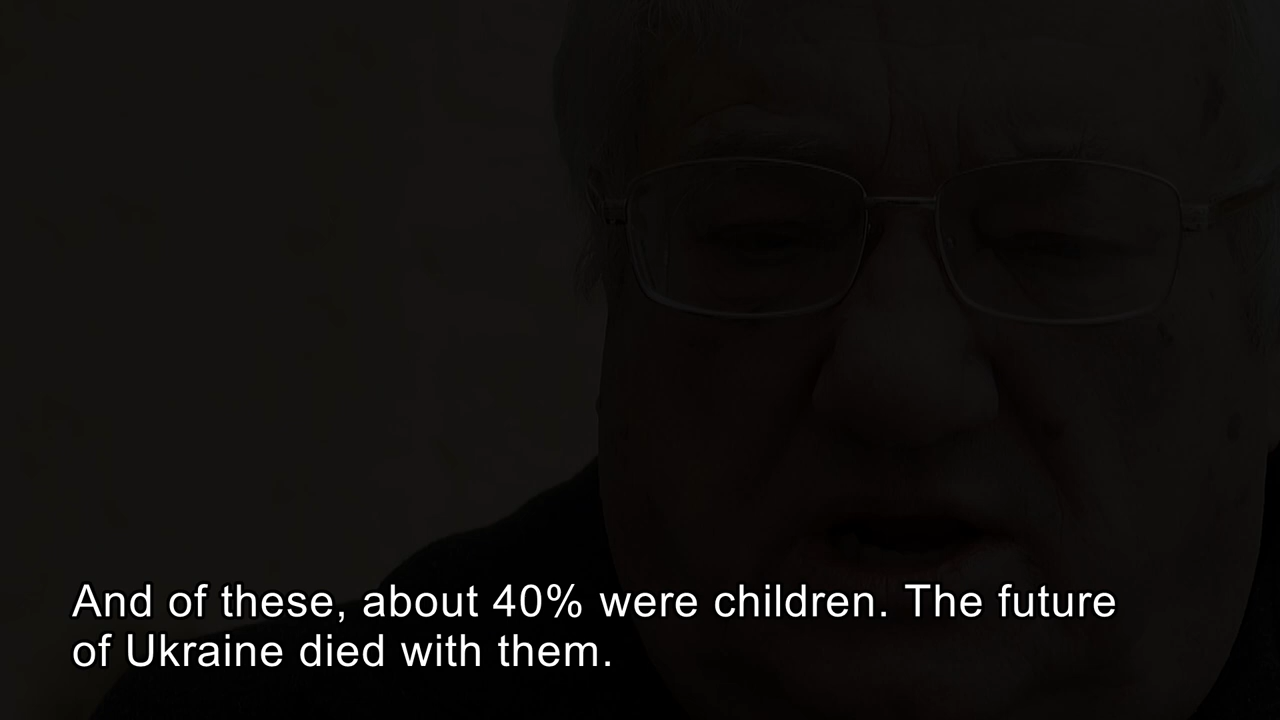 And of these, about 40% were children. The future
of Ukraine died with them.